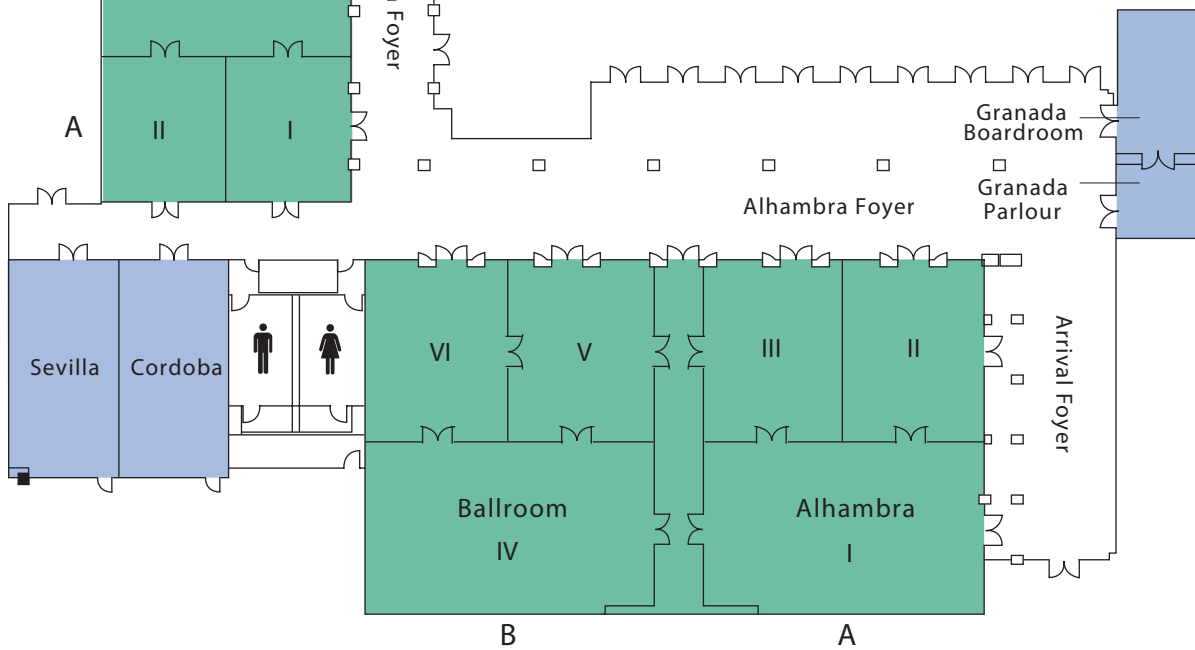 Foyer
A
II
I
Granada
Boardroom
Granada
Parlour
Alhambra Foyer
Sevilla
Cordoba
VI
V
III
II
Arrival Foyer
Ballroom
IV
Alhambra
I
B
A